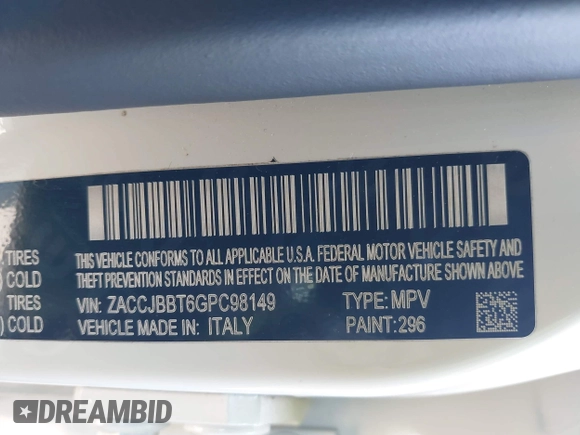 TIRES
) COLD
TIRES
) COLD
THIS VEHICLE CONFORMS TO ALL APPLICABLE U.S.A. FEDERAL MOTOR VEHICLE SAFETY AND
THEFT PREVENTION STANDARDS IN EFFECT ON THE DATE OF MANUFACTURE SHOWN ABOVE
VIN: ZACCJBBT6GPC98149 TYPE: MPV
VEHICLE MADE IN: ITALY PAINT: 296
DREAMBID